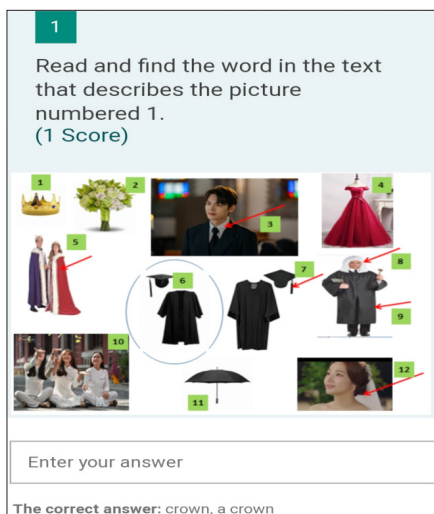 1
Read and find the word in the text
that describes the picture
numbered 1.
(1 Score)
1
2
3
4
5
6
7
8
9
10
11
12
Enter your answer
The correct answer: crown, a crown